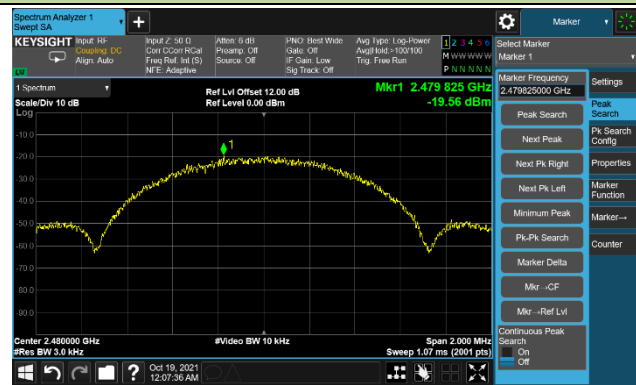 Spectrum Analyzer 1
Swept SA
+
Marker
KEYSIGHT
Input: RF
Coupling: DC
Align: Auto
Input Z: 50 Ω
Corr CCorr RCal
Freq Ref: Int (S)
NFE: Adaptive
Atten: 6 dB
Preamp: Off
Source: Off
PNO: Best Wide
Gate: Off
IF Gain: Low
Sig Track: Off
Avg Type: Log-Power
Avg|Hold:>100/100
Trig: Free Run
1 2 3 4 5 6
M W W W W W
P N N N N N
LU
Select Marker
Marker 1
1 Spectrum
Scale/Div 10 dB
Log
Ref Lvl Offset 12.00 dB
Ref Level 0.00 dBm
Mkr1 2.479 825 GHz
-19.56 dBm
1
-10.0
-20.0
-30.0
-40.0
-50.0
-60.0
-70.0
-80.0
-90.0
Center 2.480000 GHz
#Res BW 3.0 kHz
#Video BW 10 kHz
Span 2.000 MHz
Sweep 1.07 ms (2001 pts)
Marker Frequency
2.479825000 GHz
Peak Search
Next Peak
Next Pk Right
Next Pk Left
Minimum Peak
Pk-Pk Search
Marker Delta
Mkr→CF
Mkr→Ref Lvl
Continuous Peak
Search
On
Off
Settings
Peak
Search
Pk Search
Config
Properties
Marker
Function
Marker→
Counter
?
Oct 19, 2021
12:07:36 AM